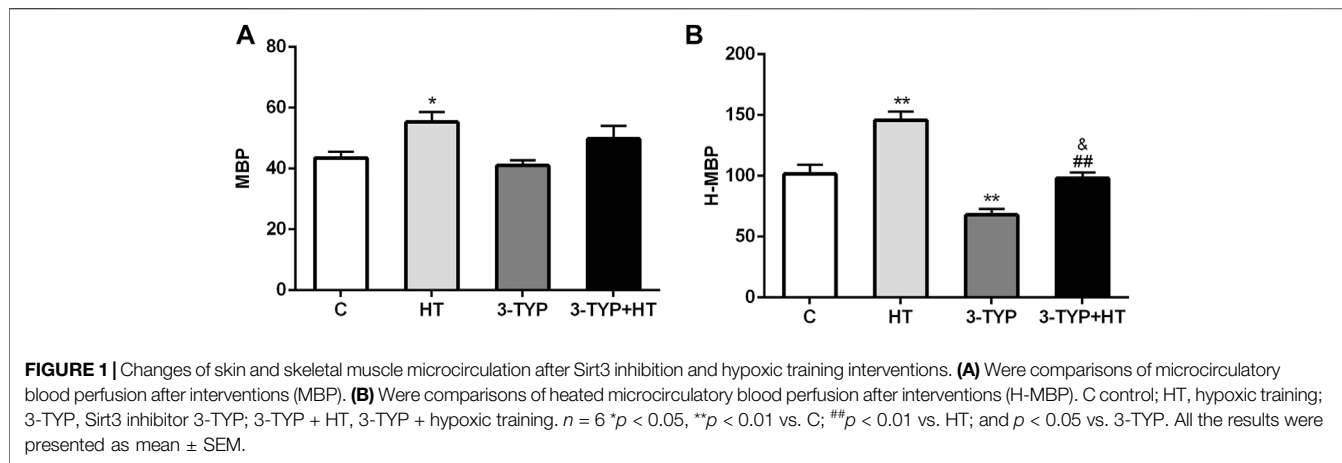 A
80
60
40
20
0
MBP
*
C
HT
3-TYP
3-TYP+HT
B
200
150
100
50
0
H-MBP
**
**
&
##
C
HT
3-TYP
3-TYP+HT
FIGURE 1 | Changes of skin and skeletal muscle microcirculation after Sirt3 inhibition and hypoxic training interventions. (A) Were comparisons of microcirculatory
blood perfusion after interventions (MBP). (B) Were comparisons of heated microcirculatory blood perfusion after interventions (H-MBP). C control; HT, hypoxic training;
3-TYP, Sirt3 inhibitor 3-TYP; 3-TYP + HT, 3-TYP + hypoxic training. n = 6 *p < 0.05, **p < 0.01 vs. C; ##p < 0.01 vs. HT; and p < 0.05 vs. 3-TYP. All the results were
presented as mean ± SEM.